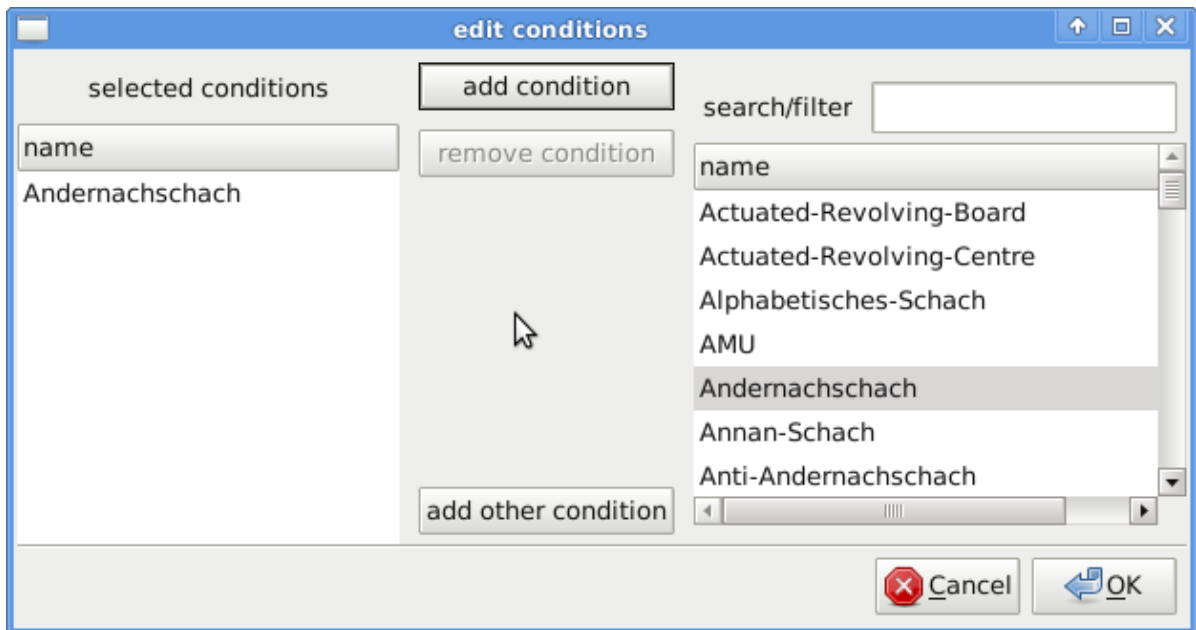 edit conditions
selected conditions
name
Andernachschach
add condition
remove condition
add other condition
search/filter
name
Actuated-Revolving-Board
Actuated-Revolving-Centre
Alphabetisches-Schach
AMU
Andernachschach
Annan-Schach
Anti-Andernachschach
Cancel
OK